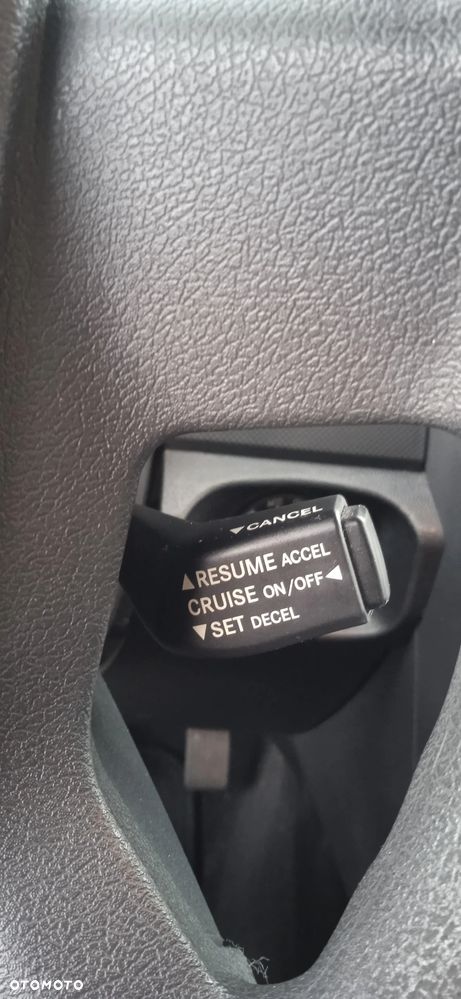 ▼CANCEL
▲RESUME ACCEL
CRUISE ON/OFF◀
▼SET DECEL
OTOMOTO